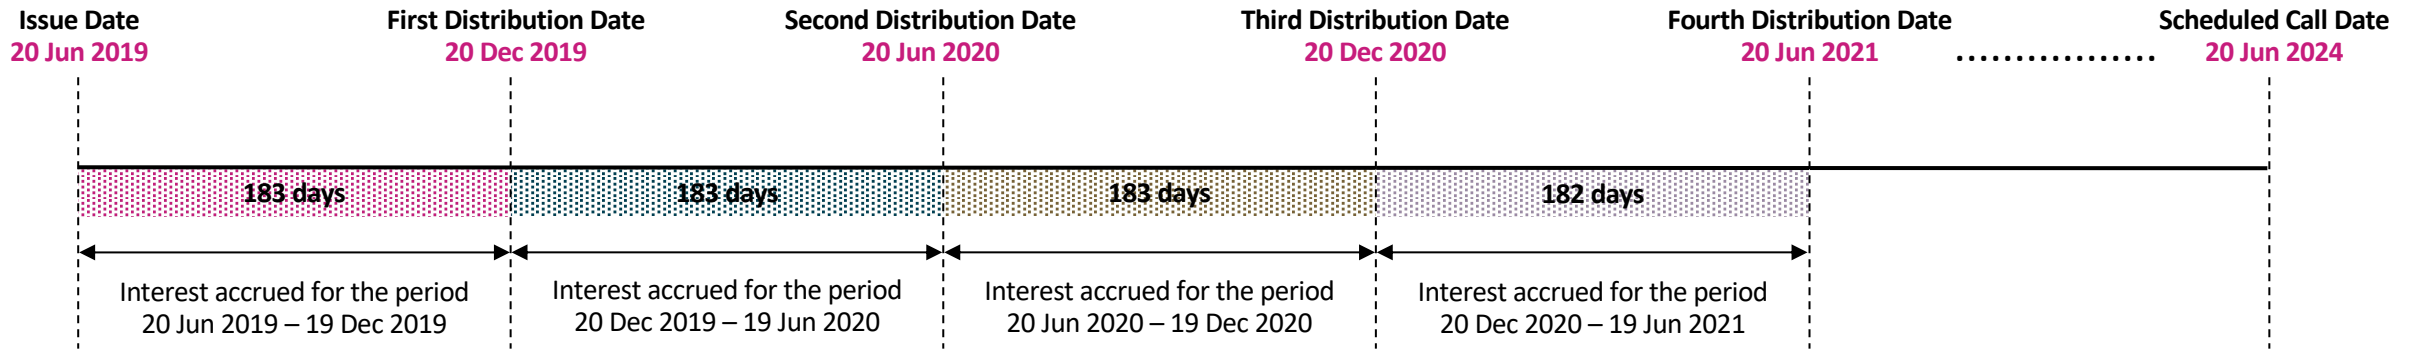 Issue Date
20 Jun 2019
First Distribution Date
20 Dec 2019
Second Distribution Date
20 Jun 2020
Third Distribution Date
20 Dec 2020
Fourth Distribution Date
20 Jun 2021
................
Scheduled Call Date
20 Jun 2024
183 days
183 days
183 days
182 days
Interest accrued for the period
20 Jun 2019 – 19 Dec 2019
Interest accrued for the period
20 Dec 2019 – 19 Jun 2020
Interest accrued for the period
20 Jun 2020 – 19 Dec 2020
Interest accrued for the period
20 Dec 2020 – 19 Jun 2021